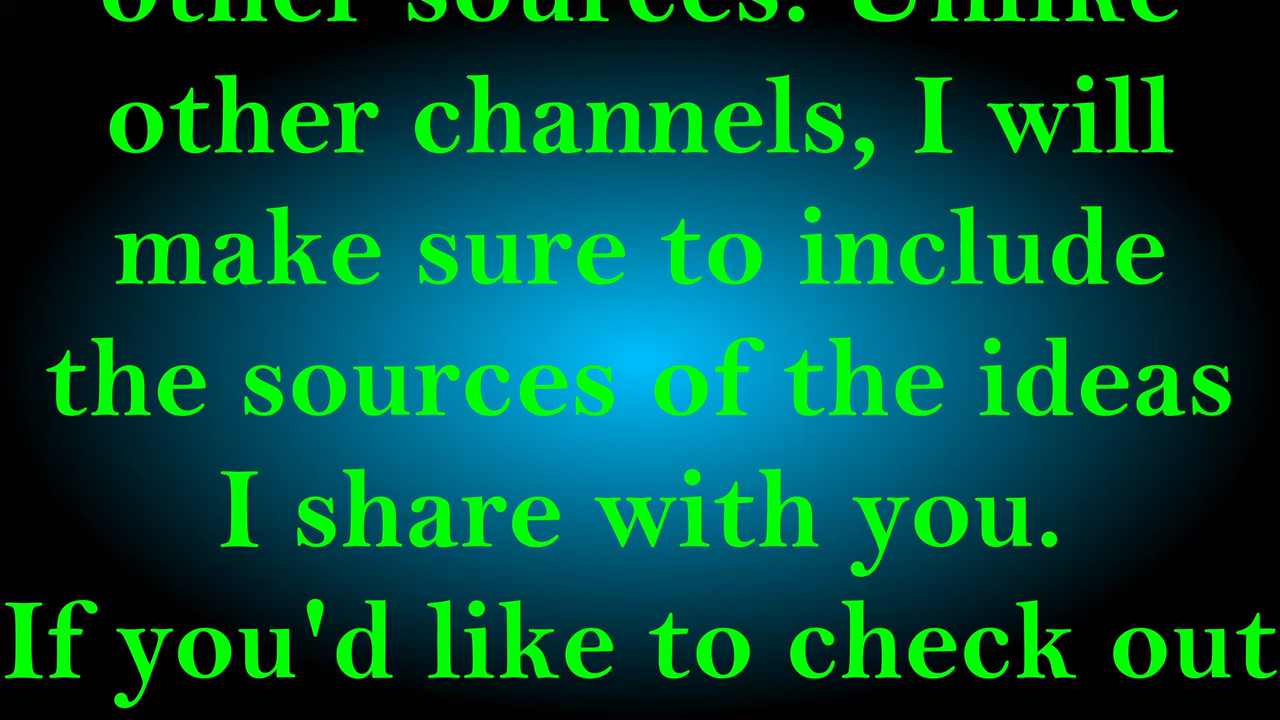 other sources. Unlike
other channels, I will
make sure to include
the sources of the ideas
I share with you.
If you'd like to check out